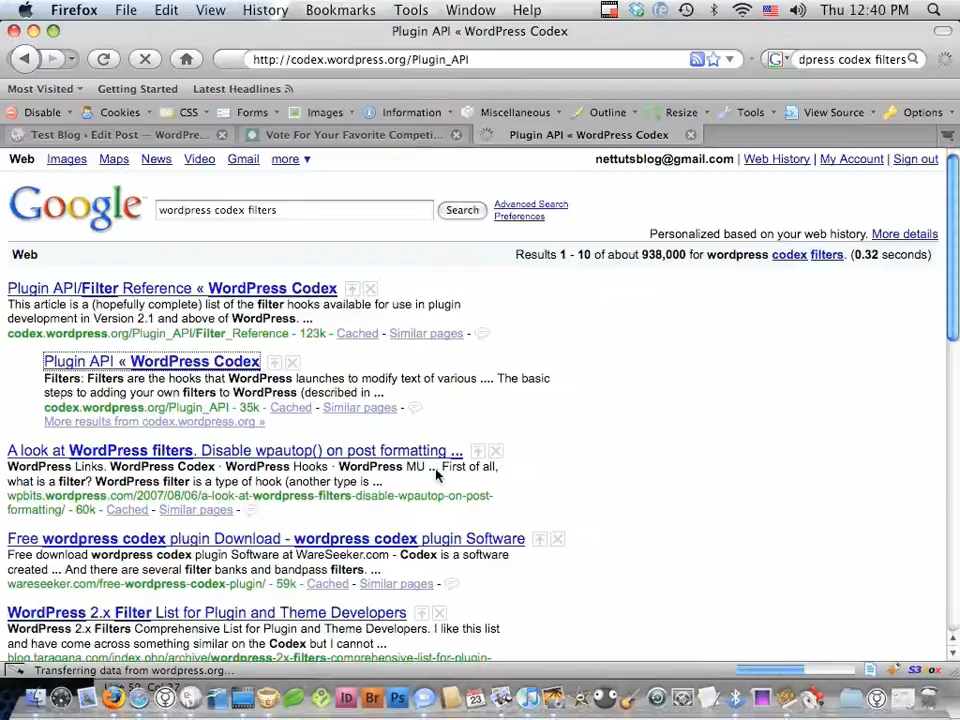 Firefox File Edit View History Bookmarks Tools Window Help Thu 12:40 PM
Plugin API « WordPress Codex
http://codex.wordpress.org/Plugin_API dpress codex filters
Most Visited Getting Started Latest Headlines
Disable Cookies CSS Forms Images Information Miscellaneous Outline Resize Tools View Source Options
Test Blog › Edit Post — WordPre... Vote For Your Favorite Competi... Plugin API « WordPress Codex
Web Images Maps News Video Gmail more ▼ nettutsblog@gmail.com | Web History | My Account | Sign out
Google wordpress codex filters Search Advanced Search
Preferences
Personalized based on your web history. More details
Web Results 1 - 10 of about 938,000 for wordpress codex filters. (0.32 seconds)
Plugin API/Filter Reference « WordPress Codex
This article is a (hopefully complete) list of the filter hooks available for use in plugin
development in Version 2.1 and above of WordPress. ...
codex.wordpress.org/Plugin_API/Filter_Reference - 123k - Cached - Similar pages -
Plugin API « WordPress Codex
Filters: Filters are the hooks that WordPress launches to modify text of various .... The basic
steps to adding your own filters to WordPress (described in ...
codex.wordpress.org/Plugin_API - 35k - Cached - Similar pages -
More results from codex.wordpress.org »
A look at WordPress filters. Disable wpautop() on post formatting ...
WordPress Links. WordPress Codex · WordPress Hooks · WordPress MU ... First of all,
what is a filter? WordPress filter is a type of hook (another type is ...
wpbits.wordpress.com/2007/08/06/a-look-at-wordpress-filters-disable-wpautop-on-post-
formatting/ - 60k - Cached - Similar pages -
Free wordpress codex plugin Download - wordpress codex plugin Software
Free download wordpress codex plugin Software at WareSeeker.com - Codex is a software
created ... And there are several filter banks and bandpass filters. ...
wareseeker.com/free-wordpress-codex-plugin/ - 59k - Cached - Similar pages -
WordPress 2.x Filter List for Plugin and Theme Developers
WordPress 2.x Filters Comprehensive List for Plugin and Theme Developers. I like this list
and have come across something similar on the Codex but I cannot ...
blog.taragana.com/index.php/archive/wordpress-2x-filters-comprehensive-list-for-plugin-
Transferring data from wordpress.org... S3Fox